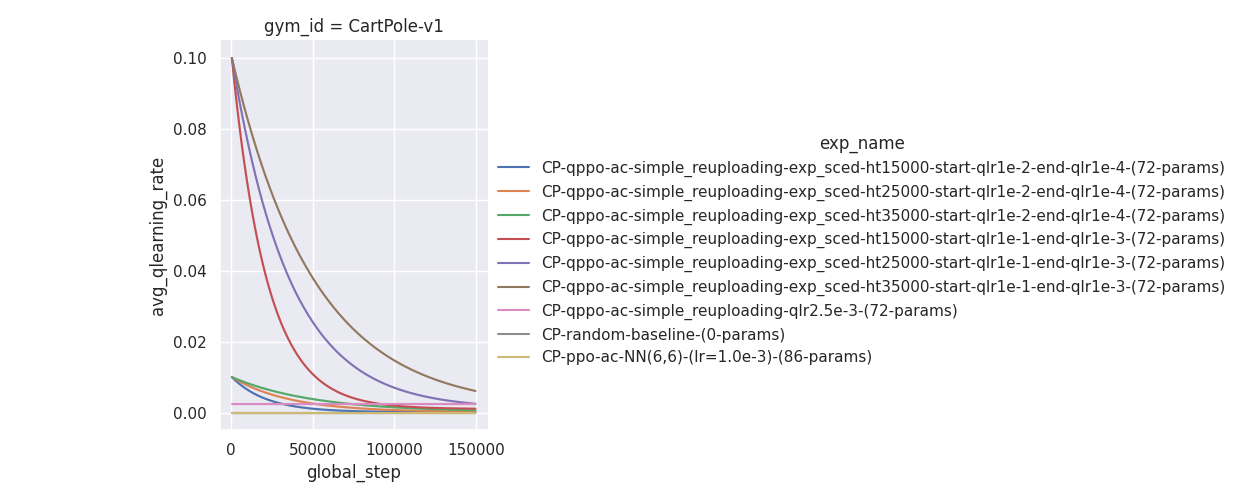 gym_id = CartPole-v1
0.10
0.08
0.06
0.04
0.02
0.00
avg_qlearning_rate
0 50000 100000 150000
global_step
exp_name
CP-qppo-ac-simple_reuploading-exp_sced-ht15000-start-qlr1e-2-end-qlr1e-4-(72-params)
CP-qppo-ac-simple_reuploading-exp_sced-ht25000-start-qlr1e-2-end-qlr1e-4-(72-params)
CP-qppo-ac-simple_reuploading-exp_sced-ht35000-start-qlr1e-2-end-qlr1e-4-(72-params)
CP-qppo-ac-simple_reuploading-exp_sced-ht15000-start-qlr1e-1-end-qlr1e-3-(72-params)
CP-qppo-ac-simple_reuploading-exp_sced-ht25000-start-qlr1e-1-end-qlr1e-3-(72-params)
CP-qppo-ac-simple_reuploading-exp_sced-ht35000-start-qlr1e-1-end-qlr1e-3-(72-params)
CP-qppo-ac-simple_reuploading-qlr2.5e-3-(72-params)
CP-random-baseline-(0-params)
CP-ppo-ac-NN(6,6)-(lr=1.0e-3)-(86-params)